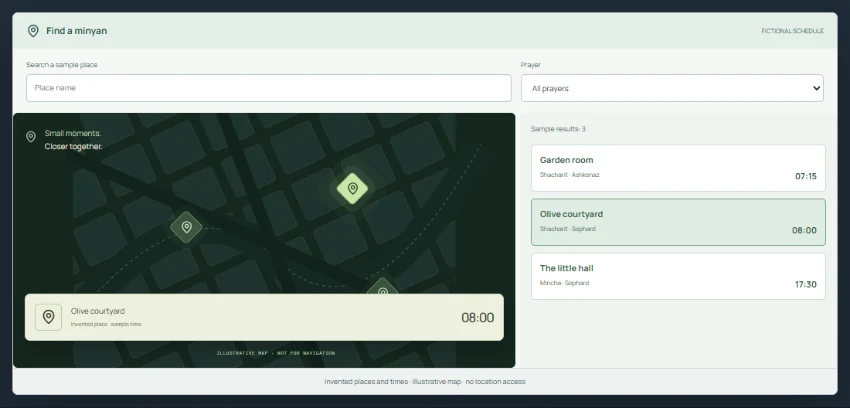 Find a minyan
FICTIONAL SCHEDULE
Search a sample place
Place name
Prayer
All prayers
Small moments.
Closer together.
Olive courtyard
Invented place · sample time
08:00
ILLUSTRATIVE MAP · NOT FOR NAVIGATION
Sample results: 3
Garden room
Shacharit · Ashkenaz
07:15
Olive courtyard
Shacharit · Sephard
08:00
The little hall
Mincha · Sephard
17:30
Invented places and times · illustrative map · no location access